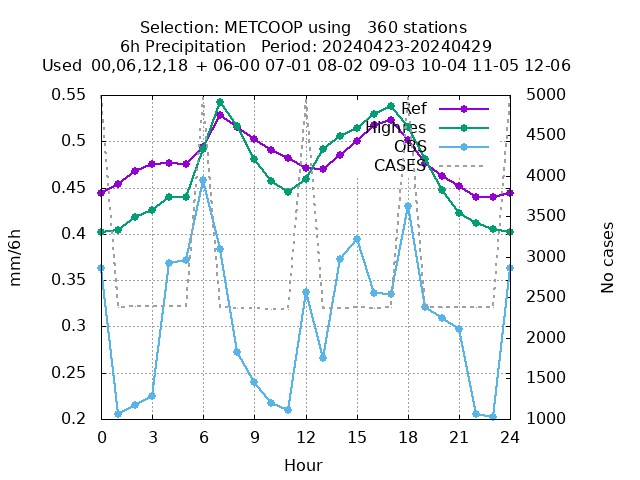 Selection: METCOOP using   360 stations
6h Precipitation   Period: 20240423-20240429
Used  00,06,12,18 + 06-00 07-01 08-02 09-03 10-04 11-05 12-06
0.55
0.5
0.45
0.4
0.35
0.3
0.25
0.2
mm/6h
5000
4500
4000
3500
3000
2500
2000
1500
1000
No cases
Ref
Highres
OBS
CASES
0 3 6 9 12 15 18 21 24
Hour